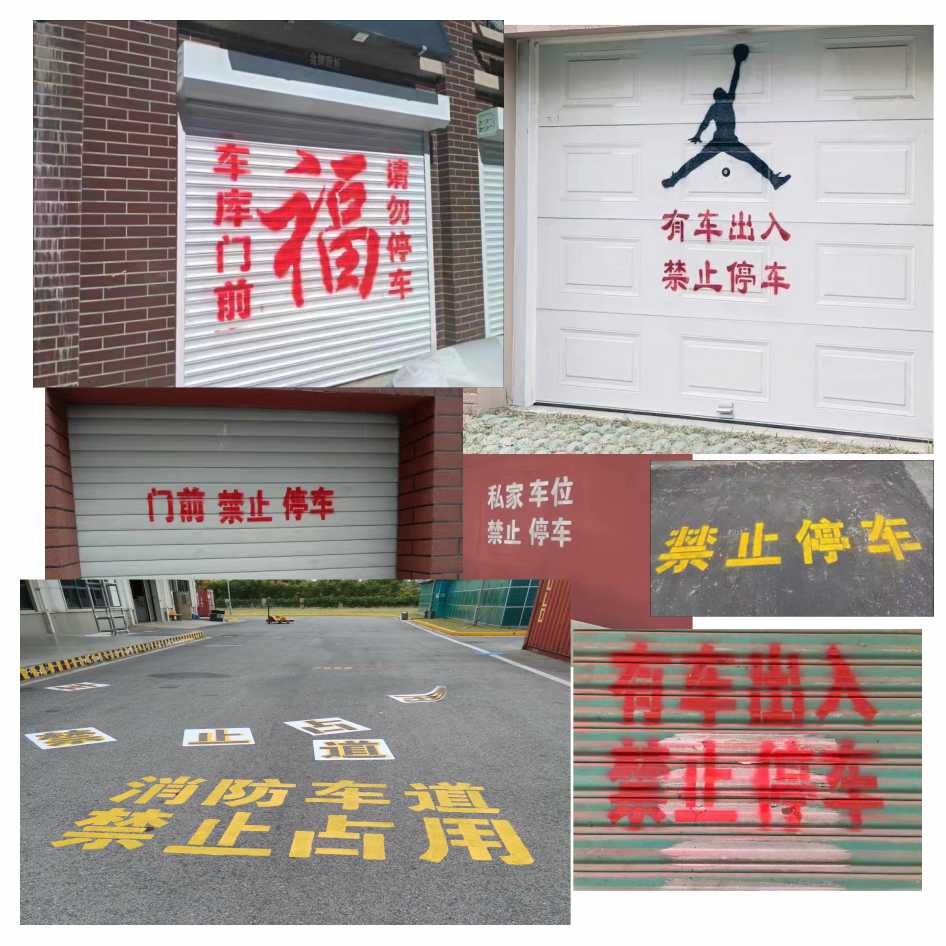 车库门前
福
请勿停车
有车出入
禁止停车
门前 禁止 停车
私家 车位
禁止 停车
禁止停车
禁 止 占
道
消防车道
禁止占用
有车出入
禁止停车